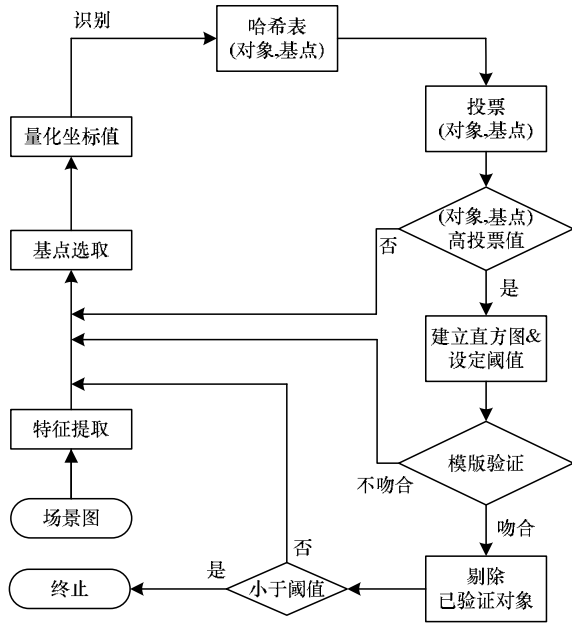 识别
哈希表
(对象,基点)
投票
(对象,基点)
量化坐标值
(对象,基点)
高投票值
否
基点选取
是
建立直方图&
设定阈值
特征提取
模版验证
不吻合
场景图
吻合
否
是
剔除
已验证对象
小于阈值
终止